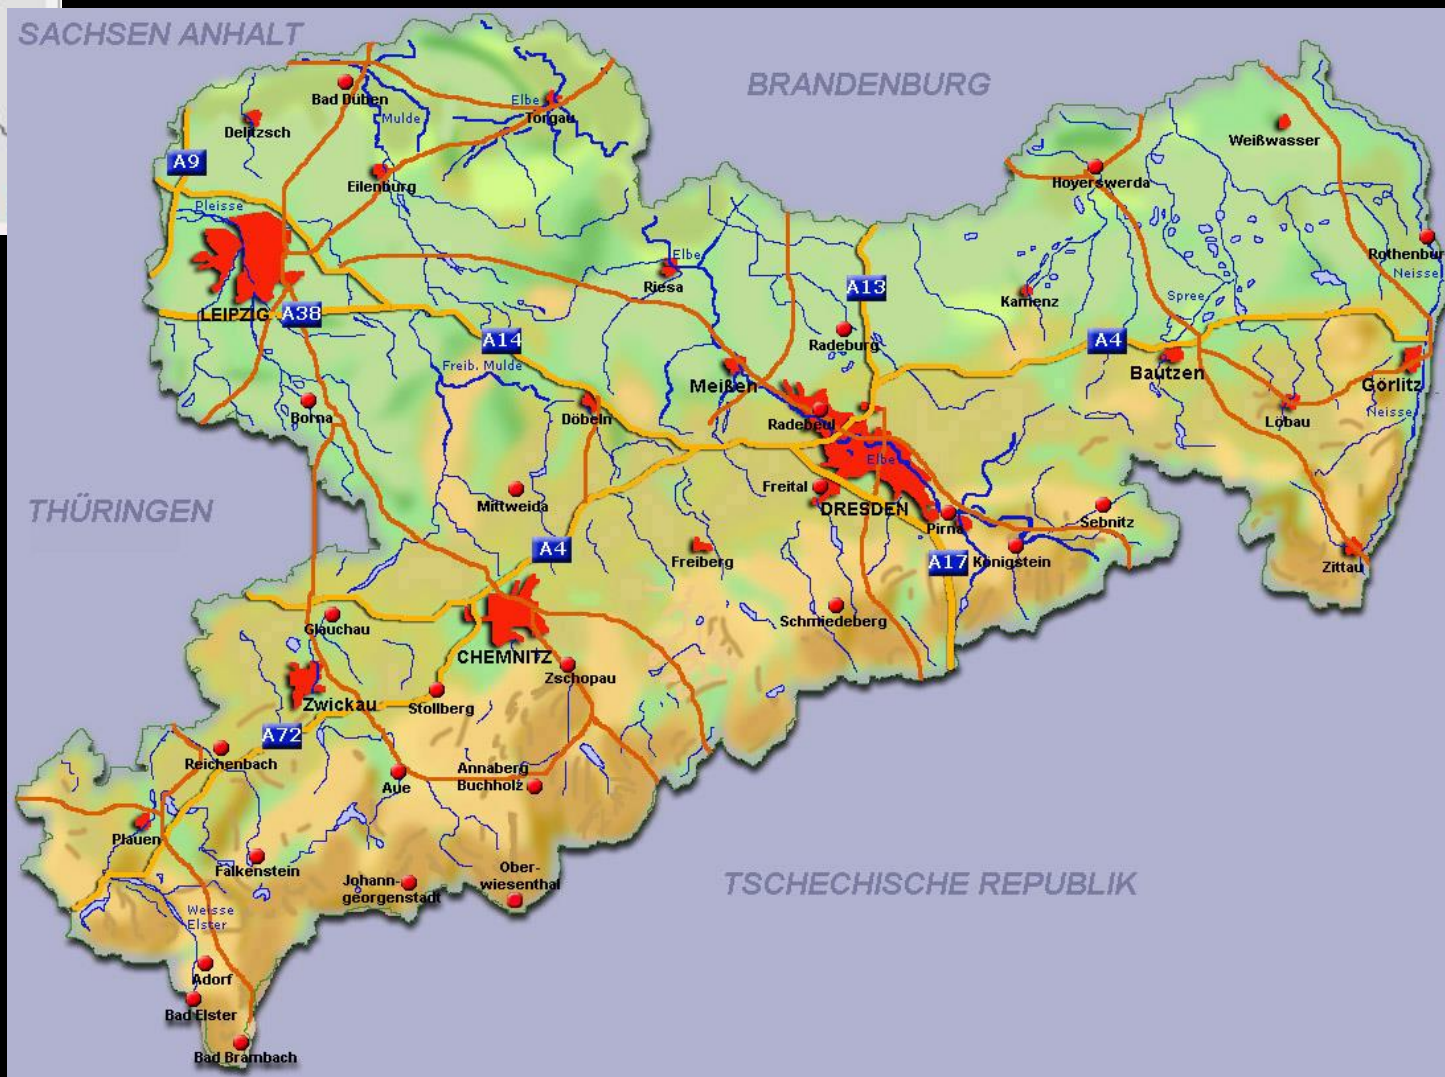 SACHSEN ANHALT
BRANDENBURG
Bad Düben
Elbe
Torgau
Mulde
Delitzsch
Weißwasser
A9
Eilenburg
Hoyerswerda
Pleisse
Rothenbur
Elbe
Neisse
Riesa
A13
Kamenz
Spree
LEIPZIG
A38
A14
Radeburg
A4
Freib. Mulde
Meißen
Bautzen
Görlitz
Borna
Döbeln
Radebeul
Löbau
Neisse
Elbe
THÜRINGEN
Mittweida
Freital
DRESDEN
Pirna
Sebnitz
A4
Freiberg
A17
Königstein
Zittau
Glauchau
Schmiedeberg
CHEMNITZ
Zschopau
Zwickau
Stollberg
A72
Reichenbach
Aue
Annaberg
Buchholz
Plauen
Falkenstein
Johann-
georgenstadt
Ober-
wiesenthal
TSCHECHISCHE REPUBLIK
Weisse
Elster
Adorf
Bad Elster
Bad Brambach